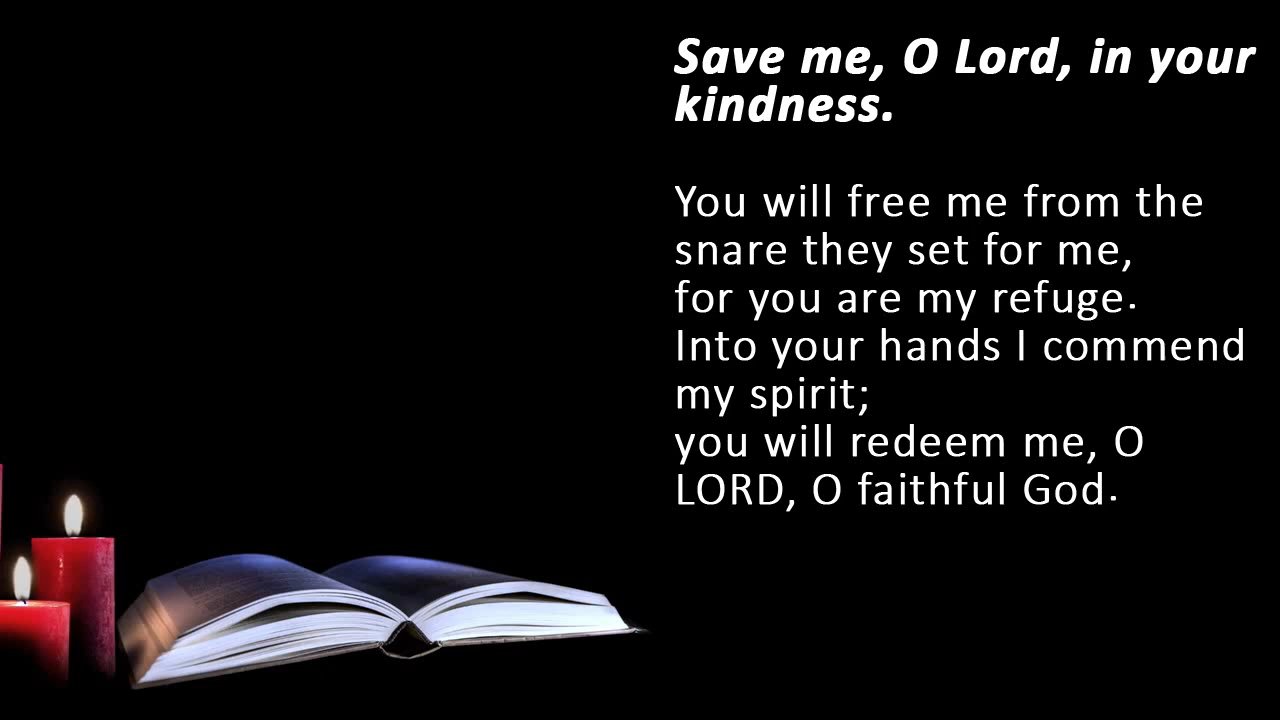 Save me, O Lord, in your
kindness.
You will free me from the
snare they set for me,
for you are my refuge.
Into your hands I commend
my spirit;
you will redeem me, O
LORD, O faithful God.